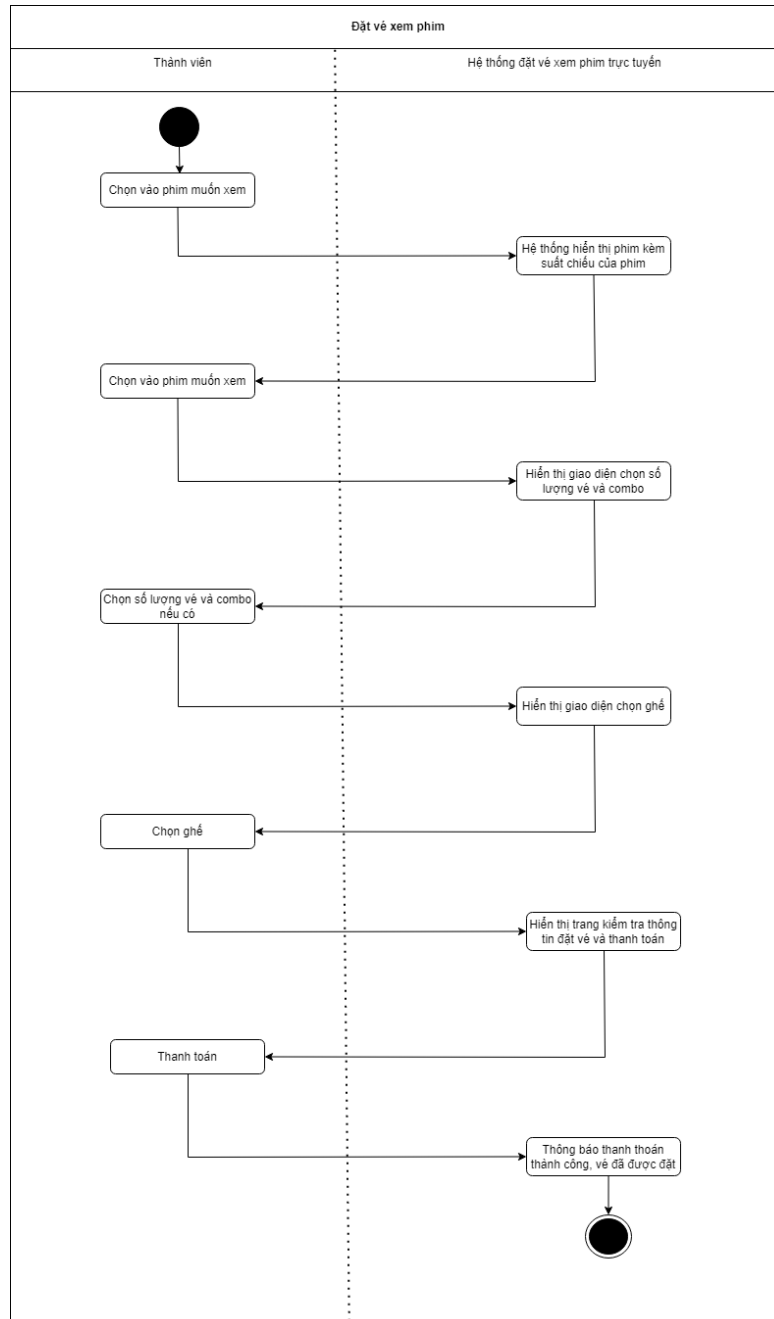 Đặt vé xem phim
Thành viên
Hệ thống đặt vé xem phim trực tuyến
Chọn vào phim muốn xem
Hệ thống hiển thị phim kèm
suất chiếu của phim
Chọn vào phim muốn xem
Hiển thị giao diện chọn số
lượng vé và combo
Chọn số lượng vé và combo
nếu có
Hiển thị giao diện chọn ghế
Chọn ghế
Hiển thị trang kiểm tra thông
tin đặt vé và thanh toán
Thanh toán
Thông báo thanh thoán
thành công, vé đã được đặt